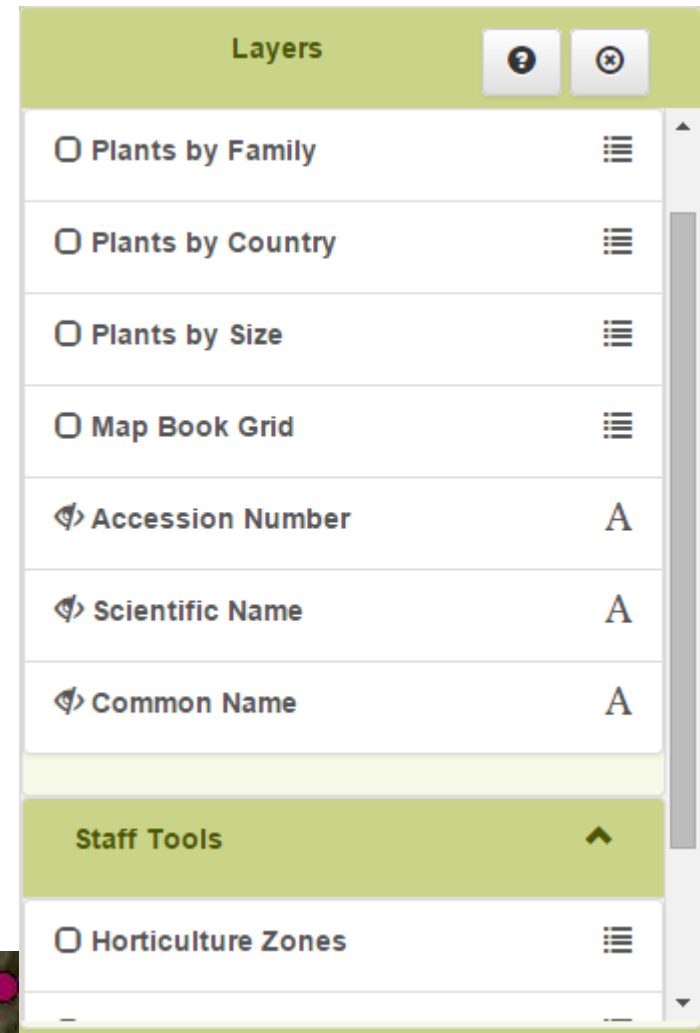 Layers
Plants by Family
Plants by Country
Plants by Size
Map Book Grid
Accession Number A
Scientific Name A
Common Name A
Staff Tools
Horticulture Zones